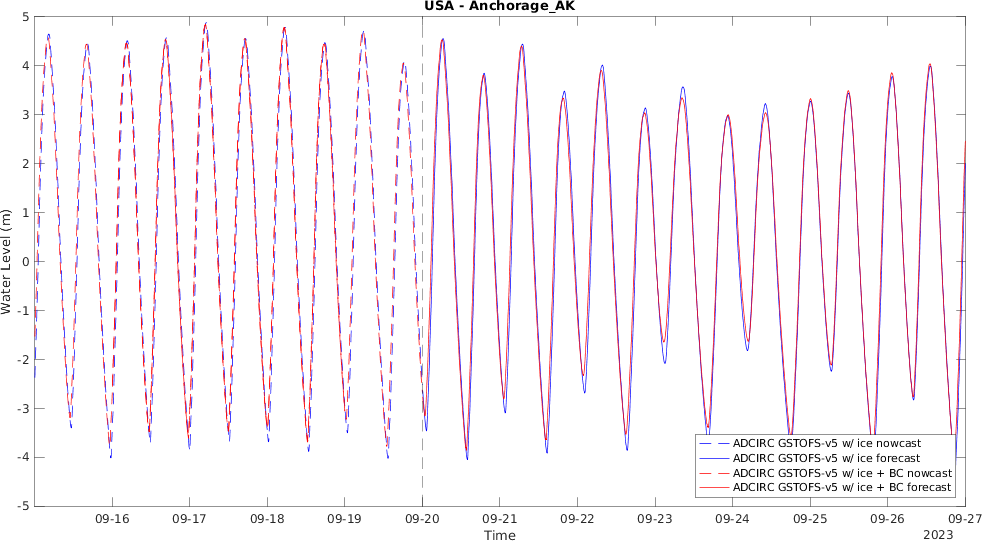 USA - Anchorage_AK
Water Level (m)
5
4
3
2
1
0
-1
-2
-3
-4
-5
ADCIRC GSTOFS-v5 w/ ice nowcast
ADCIRC GSTOFS-v5 w/ ice forecast
ADCIRC GSTOFS-v5 w/ ice + BC nowcast
ADCIRC GSTOFS-v5 w/ ice + BC forecast
09-16 09-17 09-18 09-19 09-20 09-21 09-22 09-23 09-24 09-25 09-26 09-27
Time
2023